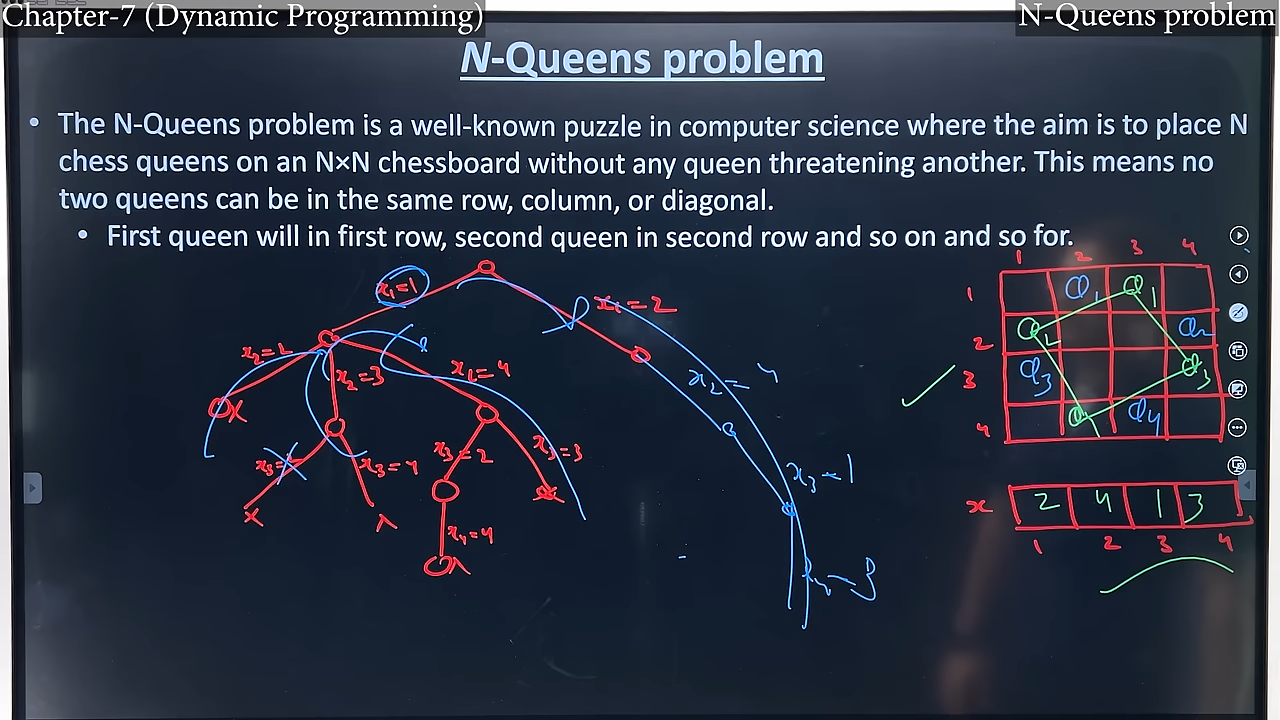 Chapter-7 (Dynamic Programming)
N-Queens problem
N-Queens problem
• The N-Queens problem is a well-known puzzle in computer science where the aim is to place N
chess queens on an N×N chessboard without any queen threatening another. This means no
two queens can be in the same row, column, or diagonal.
• First queen will in first row, second queen in second row and so on and so for.
x₁=1
x₁=2
x₂=2
x₂=3
x₂=4
x₂=4
x₃=4
x₃=2
x₃=3
x₃=1
x₄=4
x₄=3
1 2 3 4
1 Q₁ Q₁
2 Q₂ Q₂
3 Q₃ Q₃
4 Q₄
x 2 4 1 3
1 2 3 4